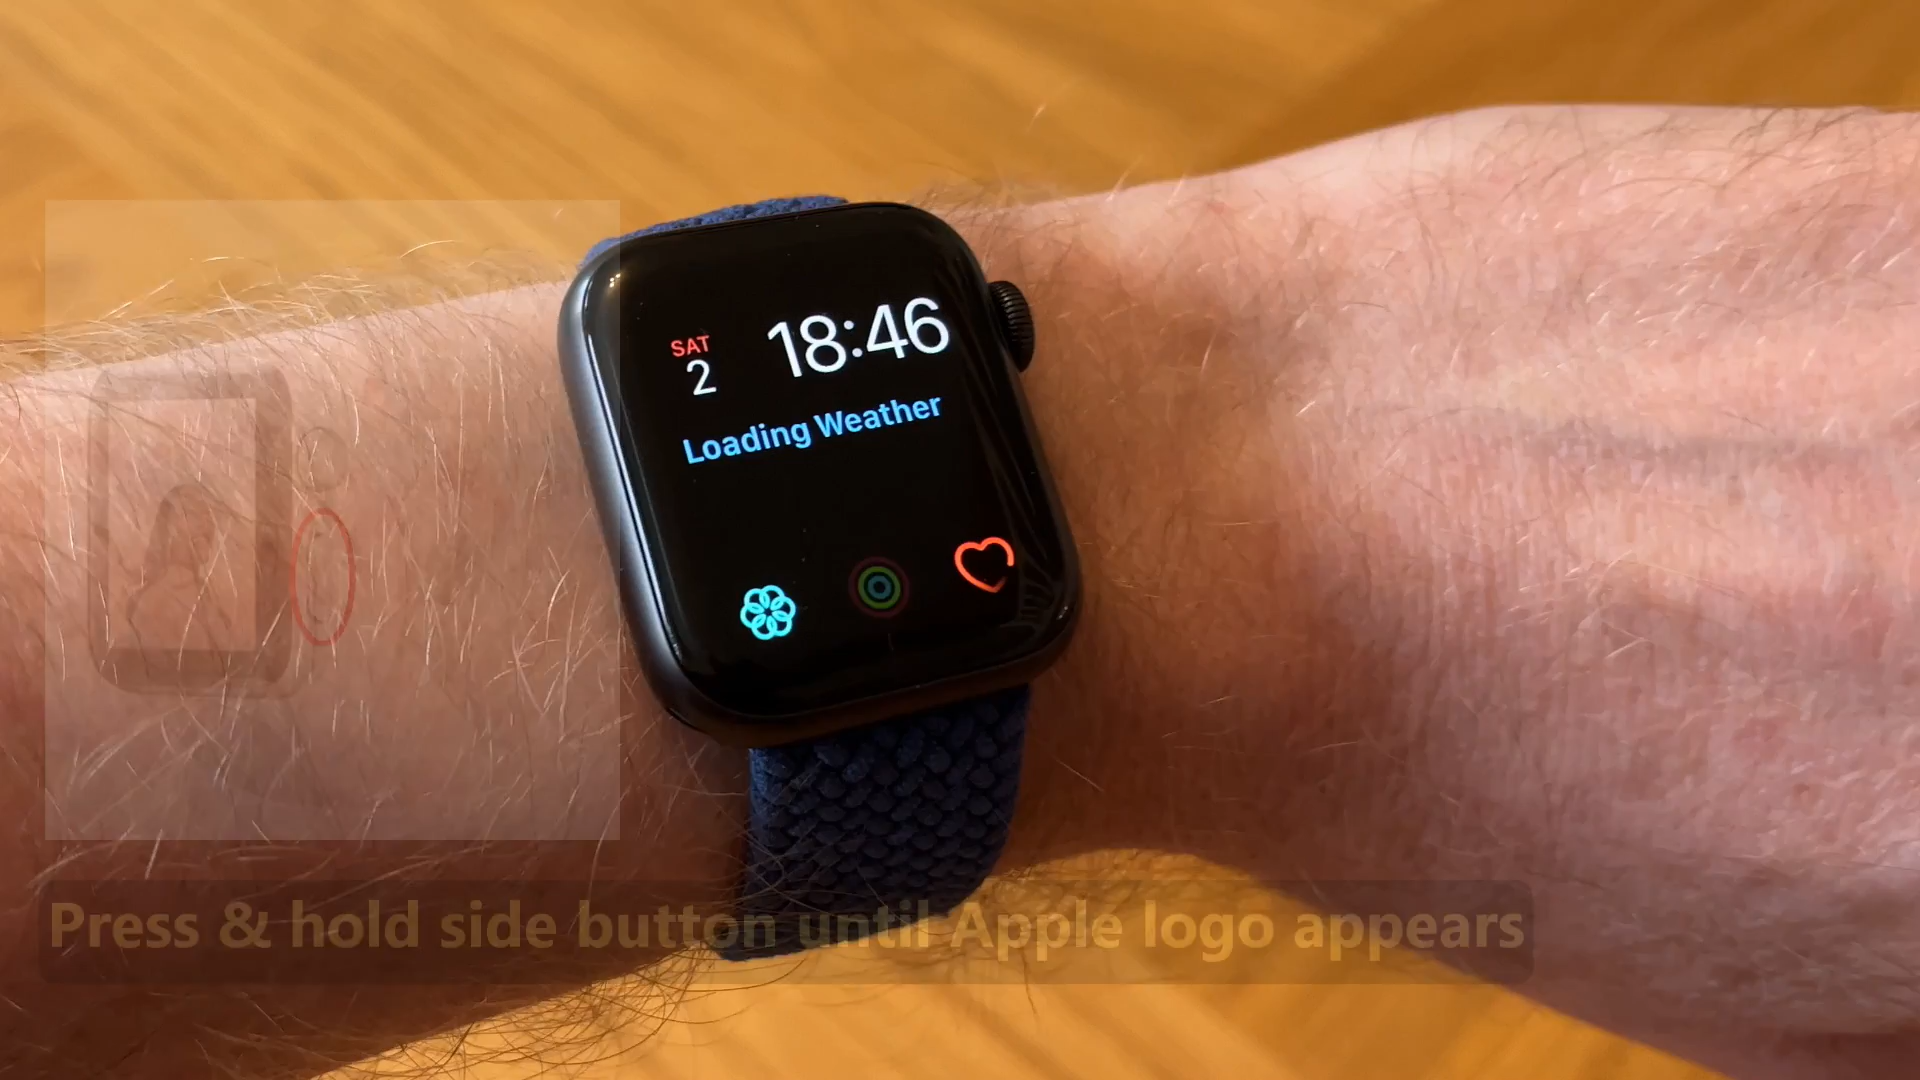 SAT
2
18:46
Loading Weather
Press & hold side button until Apple logo appears